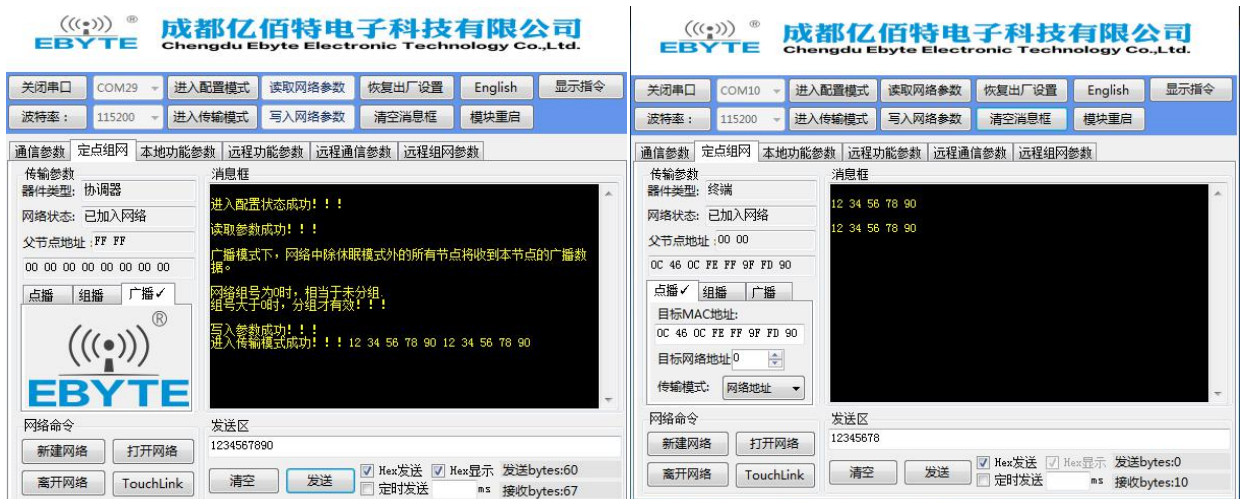 EBYTE ®
成都亿佰特电子科技有限公司
Chengdu Ebyte Electronic Technology Co.,Ltd.
关闭串口 COM29 进入配置模式 读取网络参数 恢复出厂设置 English 显示指令
波特率： 115200 进入传输模式 写入网络参数 清空消息框 模块重启
通信参数 定点组网 本地功能参数 远程功能参数 远程通信参数 远程组网参数
传输参数
器件类型: 协调器
网络状态: 已加入网络
父节点地址:FF FF
00 00 00 00 00 00 00 00
点播 组播 广播✓
®
EBYTE
消息框
进入配置状态成功！！！
读取参数成功！！！
广播模式下，网络中除休眠模式外的所有节点将收到本节点的广播数
据。
网络组号为0时，相当于未分组
组号大于0时，分组才有效！！！
写入参数成功！！！
进入传输模式成功！！！12 34 56 78 90 12 34 56 78 90
网络命令
新建网络 打开网络
离开网络 TouchLink
发送区
1234567890
清空 发送 Hex发送 Hex显示 发送bytes:60
定时发送 ms 接收bytes:67
EBYTE ®
成都亿佰特电子科技有限公司
Chengdu Ebyte Electronic Technology Co.,Ltd.
关闭串口 COM10 进入配置模式 读取网络参数 恢复出厂设置 English 显示指令
波特率： 115200 进入传输模式 写入网络参数 清空消息框 模块重启
通信参数 定点组网 本地功能参数 远程功能参数 远程通信参数 远程组网参数
传输参数
器件类型: 终端
网络状态: 已加入网络
父节点地址:00 00
0C 46 0C FE FF 9F FD 90
点播✓ 组播 广播
目标MAC地址:
0C 46 0C FE FF 9F FD 90
目标网络地址 0
传输模式: 网络地址
消息框
12 34 56 78 90
12 34 56 78 90
网络命令
新建网络 打开网络
离开网络 TouchLink
发送区
12345678
清空 发送 Hex发送 Hex显示 发送bytes:0
定时发送 ms 接收bytes:10